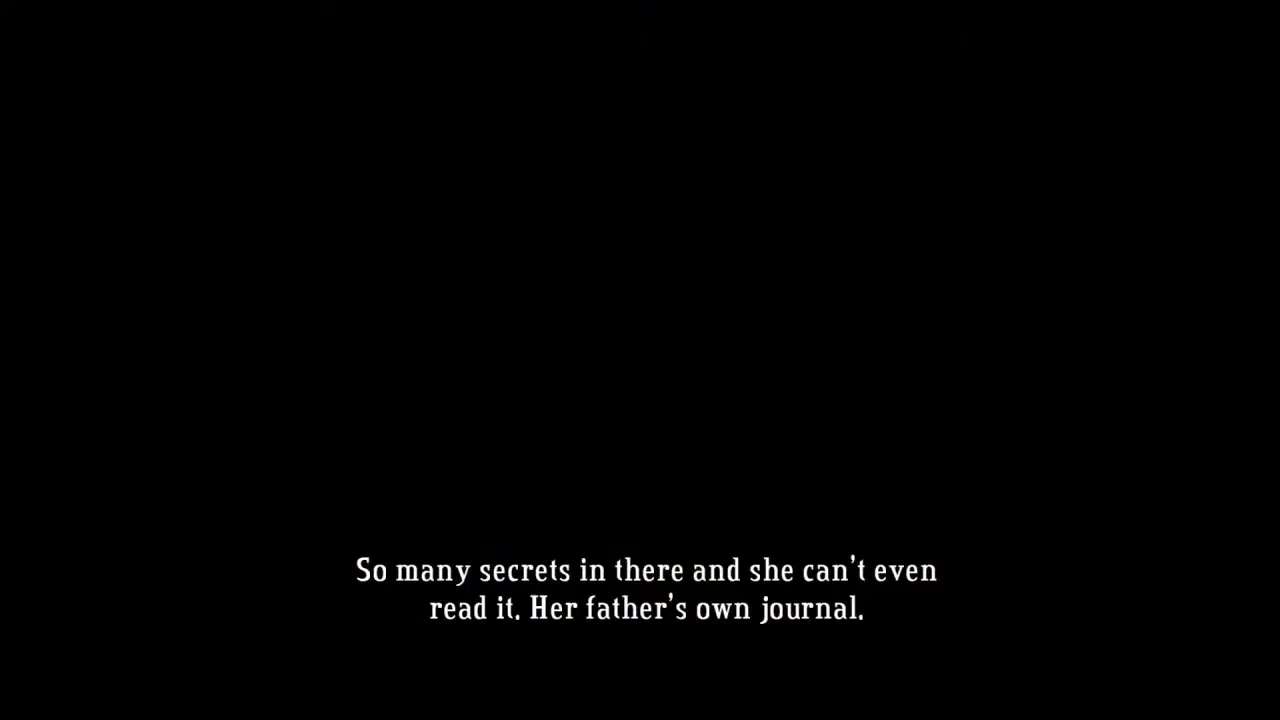 So many secrets in there and she can't even
read it. Her father's own journal.